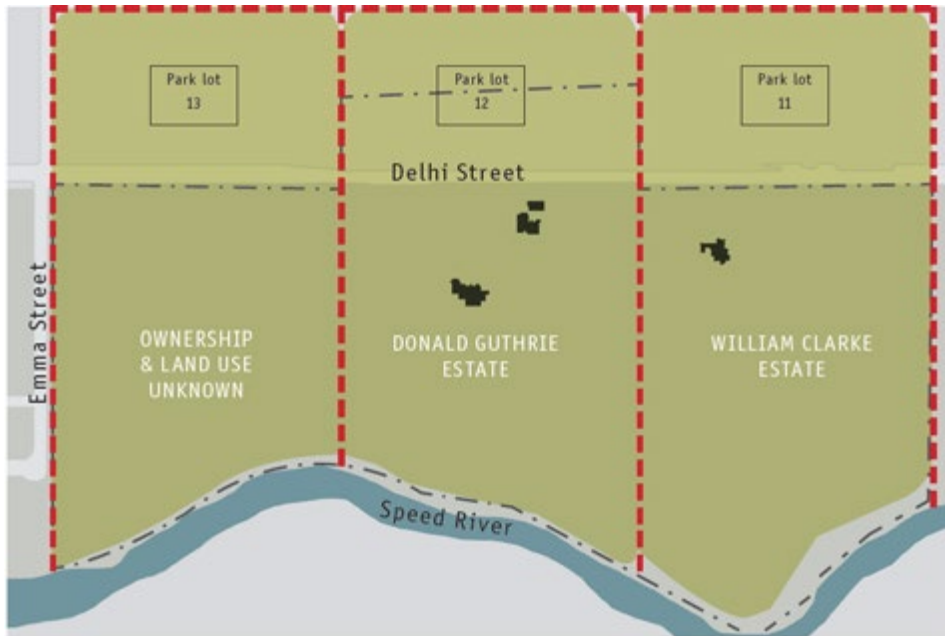 Park lot
13
Park lot
12
Park lot
11
Delhi Street
Emma Street
OWNERSHIP
& LAND USE
UNKNOWN
DONALD GUTHRIE
ESTATE
WILLIAM CLARKE
ESTATE
Speed River